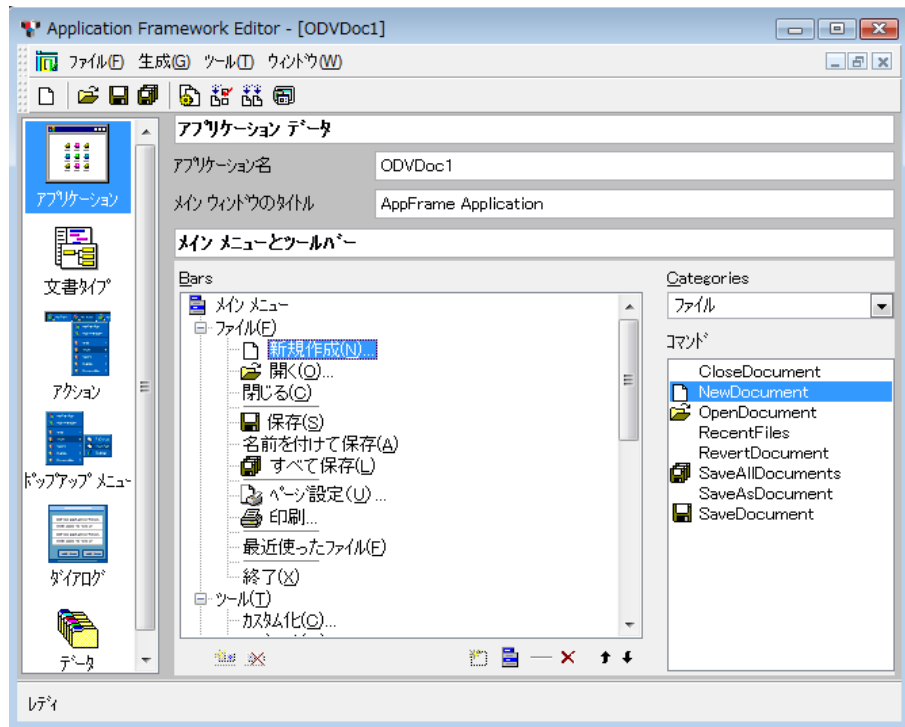 Application Framework Editor - [ODVDoc1]
ファイル(F) 生成(G) ツール(T) ウィンドウ(W)
アプリケーション
文書タイプ
アクション
ポップアップ メニュー
ダイアログ
データ
アプリケーション データ
アプリケーション名 ODVDoc1
メイン ウィンドウのタイトル AppFrame Application
メイン メニューとツールバー
Bars
メイン メニュー
ファイル(F)
新規作成(N)...
開く(O)...
閉じる(C)
保存(S)
名前を付けて保存(A)
すべて保存(L)
ページ設定(U)...
印刷...
最近使ったファイル(F)
終了(X)
ツール(T)
カスタム化(C)...
Categories
ファイル
コマンド
CloseDocument
NewDocument
OpenDocument
RecentFiles
RevertDocument
SaveAllDocuments
SaveAsDocument
SaveDocument
レディ